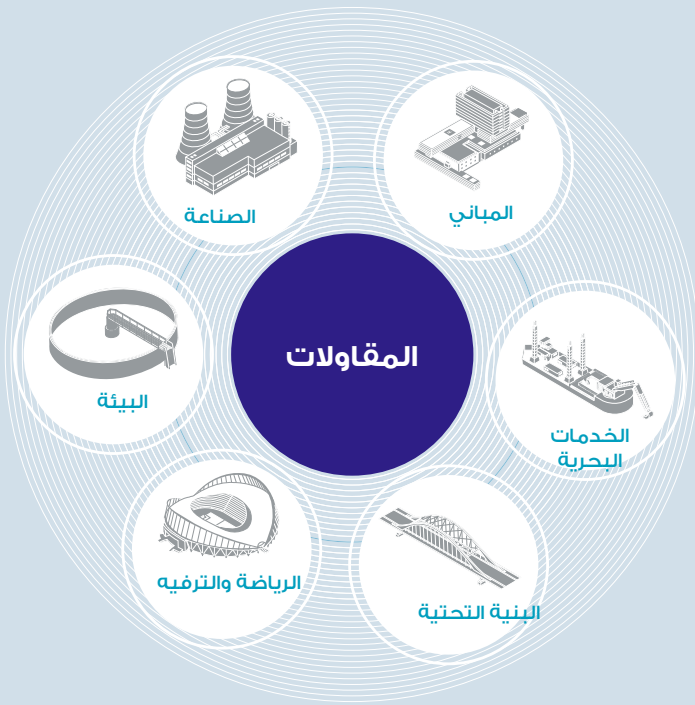 المباني
الصناعة
المقاولات
الخدمات
البحرية
البيئة
الرياضة والترفيه
البنية التحتية